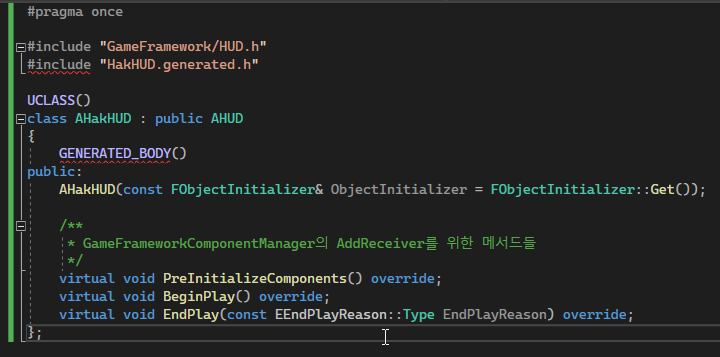 #pragma once
#include "GameFramework/HUD.h"
#include "HakHUD.generated.h"
UCLASS()
class AHakHUD : public AHUD
{
GENERATED_BODY()
public:
AHakHUD(const FObjectInitializer& ObjectInitializer = FObjectInitializer::Get());
/**
* GameFrameworkComponentManager의 AddReceiver를 위한 메서드들
*/
virtual void PreInitializeComponents() override;
virtual void BeginPlay() override;
virtual void EndPlay(const EEndPlayReason::Type EndPlayReason) override;
};